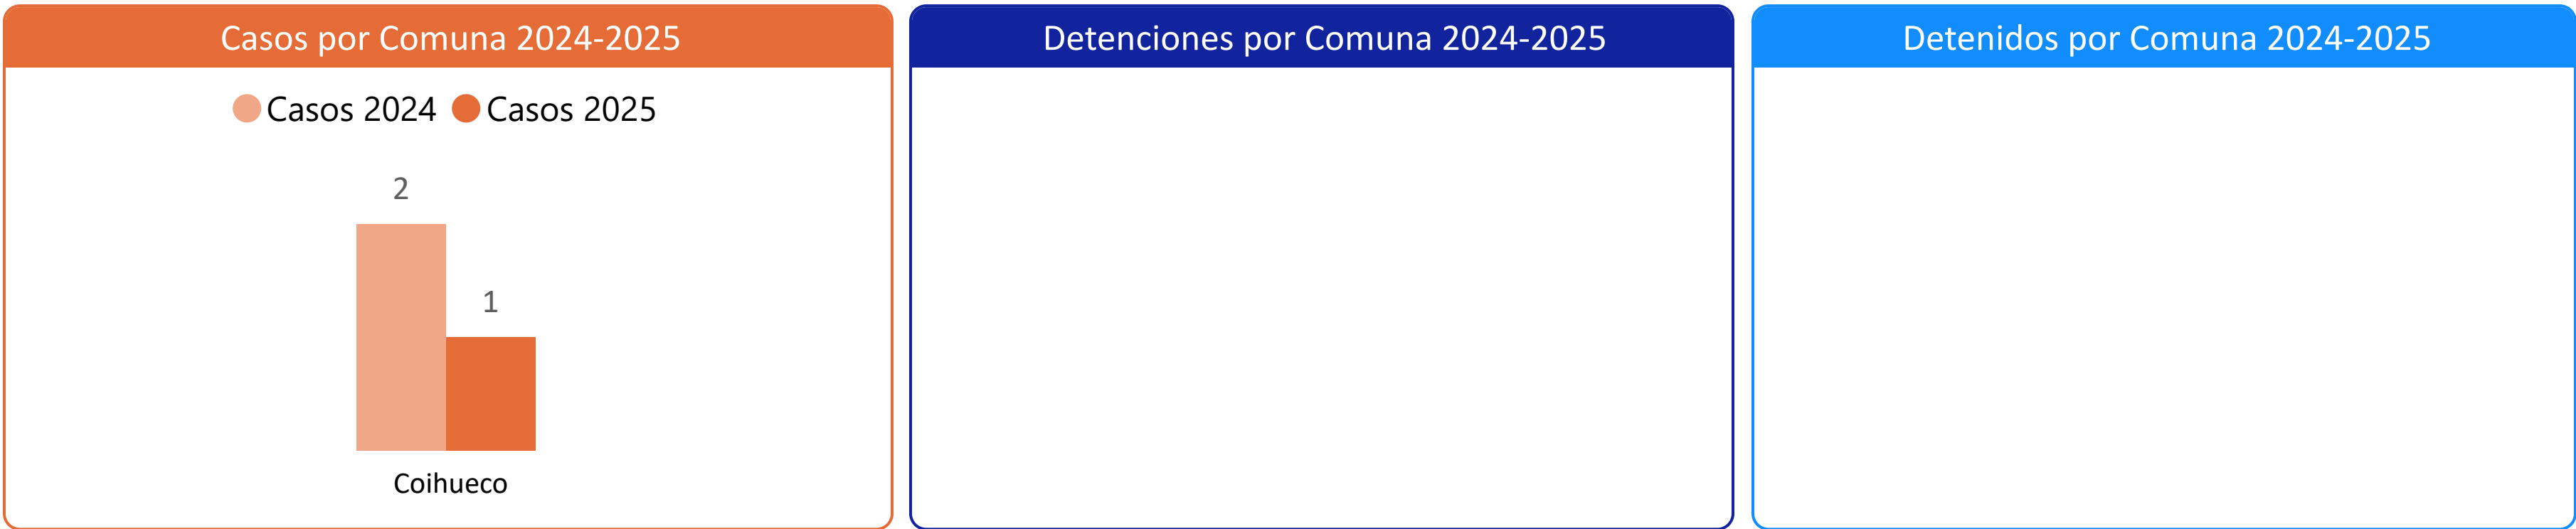 Casos por Comuna 2024-2025
Casos 2024 Casos 2025
2
1
Coihueco
Detenciones por Comuna 2024-2025
Detenidos por Comuna 2024-2025